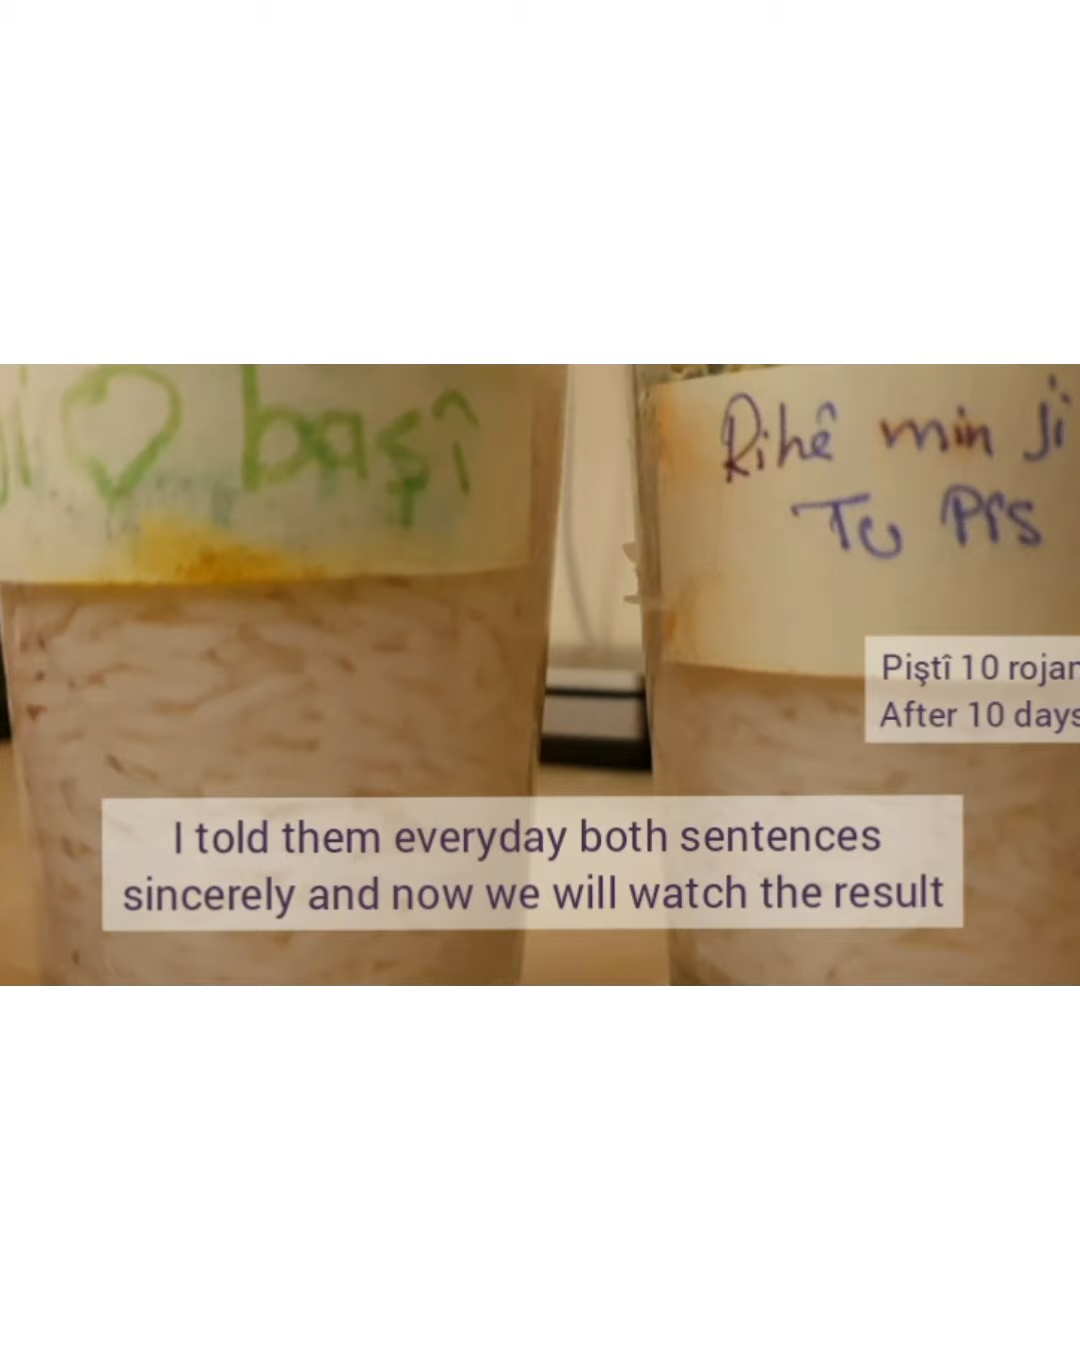 başî
Rihê min ji
Tu Pîs
Piştî 10 rojan
After 10 days
I told them everyday both sentences
sincerely and now we will watch the result